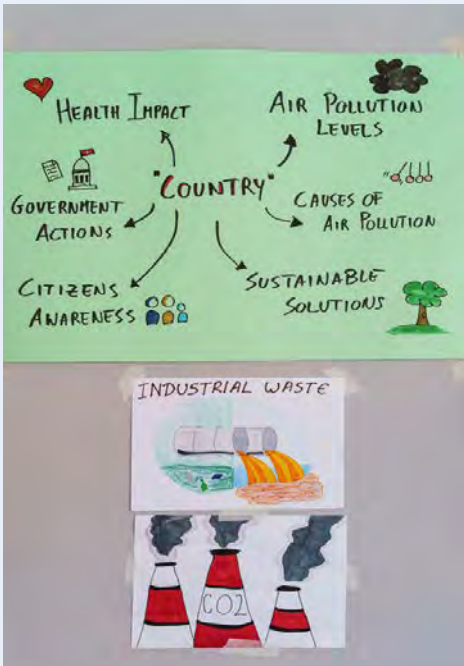 HEALTH IMPACT
AIR POLLUTION
LEVELS
"COUNTRY"
GOVERNMENT
ACTIONS
CAUSES OF
AIR POLLUTION
CITIZENS
AWARENESS
SUSTAINABLE
SOLUTIONS
INDUSTRIAL WASTE
CO2